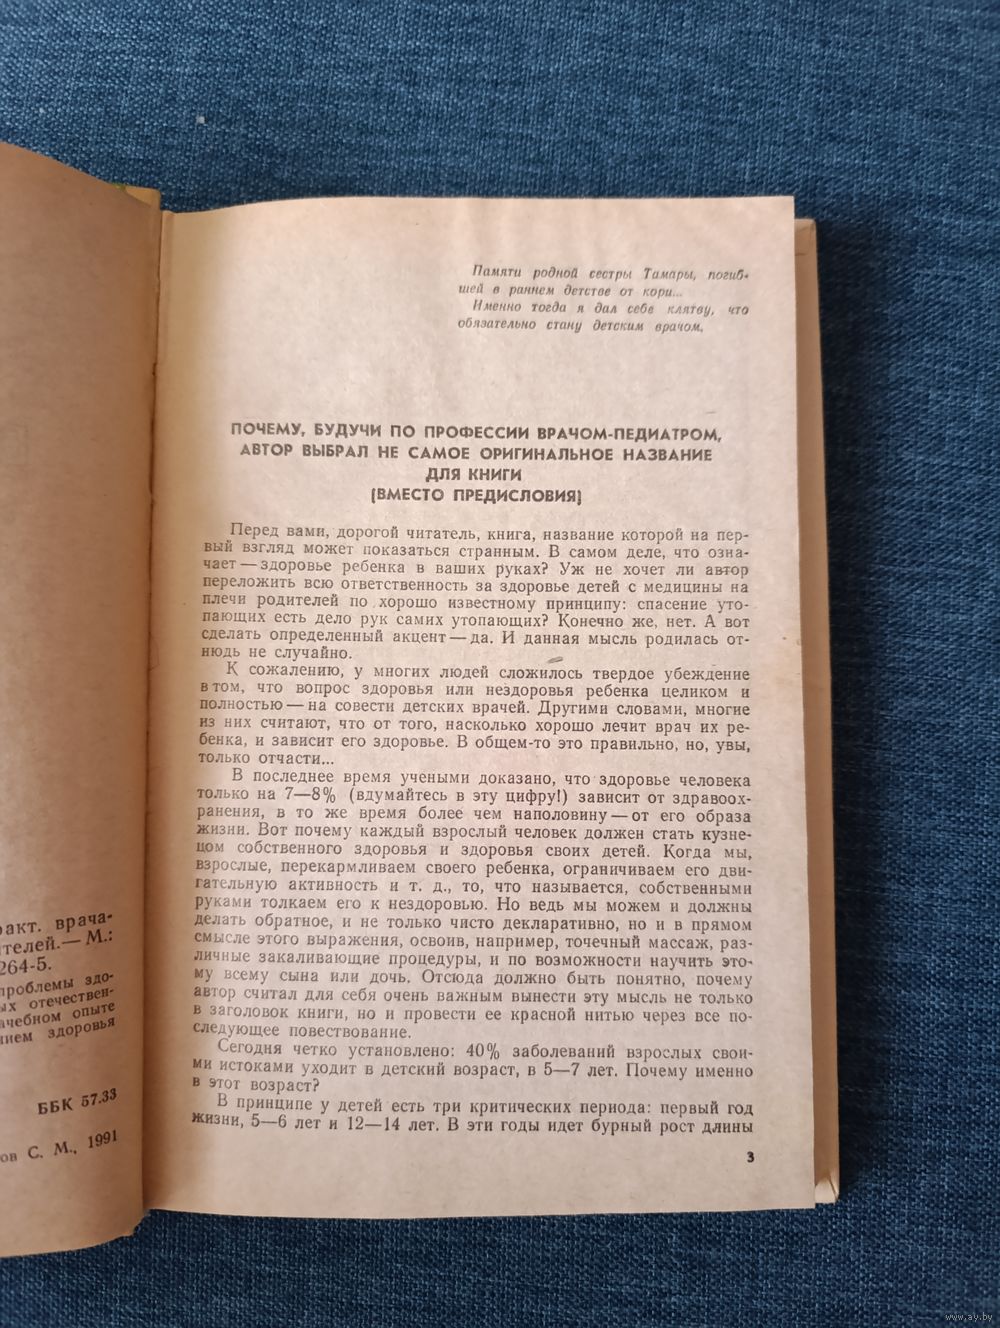 ракт. врача-
ителей.— М.:
264-5.
проблемы здо-
ых отечествен-
ачебном опыте
нием здоровья
ББК 57.33
ов С. М., 1991
Памяти родной сестры Тамары, погиб-
шей в раннем детстве от кори...
Именно тогда я дал себе клятву, что
обязательно стану детским врачом.
ПОЧЕМУ, БУДУЧИ ПО ПРОФЕССИИ ВРАЧОМ-ПЕДИАТРОМ,
АВТОР ВЫБРАЛ НЕ САМОЕ ОРИГИНАЛЬНОЕ НАЗВАНИЕ
ДЛЯ КНИГИ
(ВМЕСТО ПРЕДИСЛОВИЯ)
Перед вами, дорогой читатель, книга, название которой на пер-
вый взгляд может показаться странным. В самом деле, что озна-
чает — здоровье ребенка в ваших руках? Уж не хочет ли автор
переложить всю ответственность за здоровье детей с медицины на
плечи родителей по хорошо известному принципу: спасение уто-
пающих есть дело рук самих утопающих? Конечно же, нет. А вот
сделать определенный акцент — да. И данная мысль родилась от-
нюдь не случайно.
К сожалению, у многих людей сложилось твердое убеждение
в том, что вопрос здоровья или нездоровья ребенка целиком и
полностью — на совести детских врачей. Другими словами, многие
из них считают, что от того, насколько хорошо лечит врач их ре-
бенка, и зависит его здоровье. В общем-то это правильно, но, увы,
только отчасти...
В последнее время учеными доказано, что здоровье человека
только на 7—8% (вдумайтесь в эту цифру!) зависит от здравоох-
ранения, в то же время более чем наполовину — от его образа
жизни. Вот почему каждый взрослый человек должен стать кузне-
цом собственного здоровья и здоровья своих детей. Когда мы,
взрослые, перекармливаем своего ребенка, ограничиваем его дви-
гательную активность и т. д., то, что называется, собственными
руками толкаем его к нездоровью. Но ведь мы можем и должны
делать обратное, и не только чисто декларативно, но и в прямом
смысле этого выражения, освоив, например, точечный массаж, раз-
личные закаливающие процедуры, и по возможности научить это-
му всему сына или дочь. Отсюда должно быть понятно, почему
автор считал для себя очень важным вынести эту мысль не только
в заголовок книги, но и провести ее красной нитью через все по-
следующее повествование.
Сегодня четко установлено: 40% заболеваний взрослых свои-
ми истоками уходит в детский возраст, в 5—7 лет. Почему именно
в этот возраст?
В принципе у детей есть три критических периода: первый год
жизни, 5—6 лет и 12—14 лет. В эти годы идет бурный рост длины
3
www.ay.by